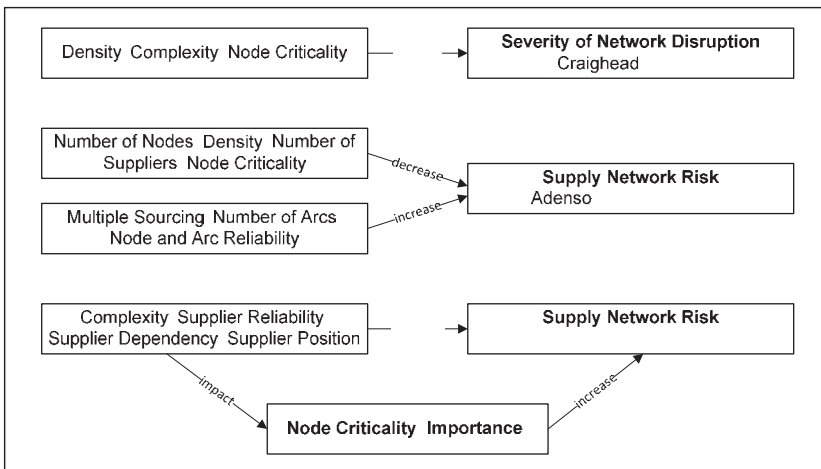 Density Complexity Node Criticality
Severity of Network Disruption
Craighead
Number of Nodes Density Number of
Suppliers Node Criticality
decrease
Supply Network Risk
Adenso
Multiple Sourcing Number of Arcs
Node and Arc Reliability
increase
Complexity Supplier Reliability
Supplier Dependency Supplier Position
Supply Network Risk
impact
increase
Node Criticality Importance